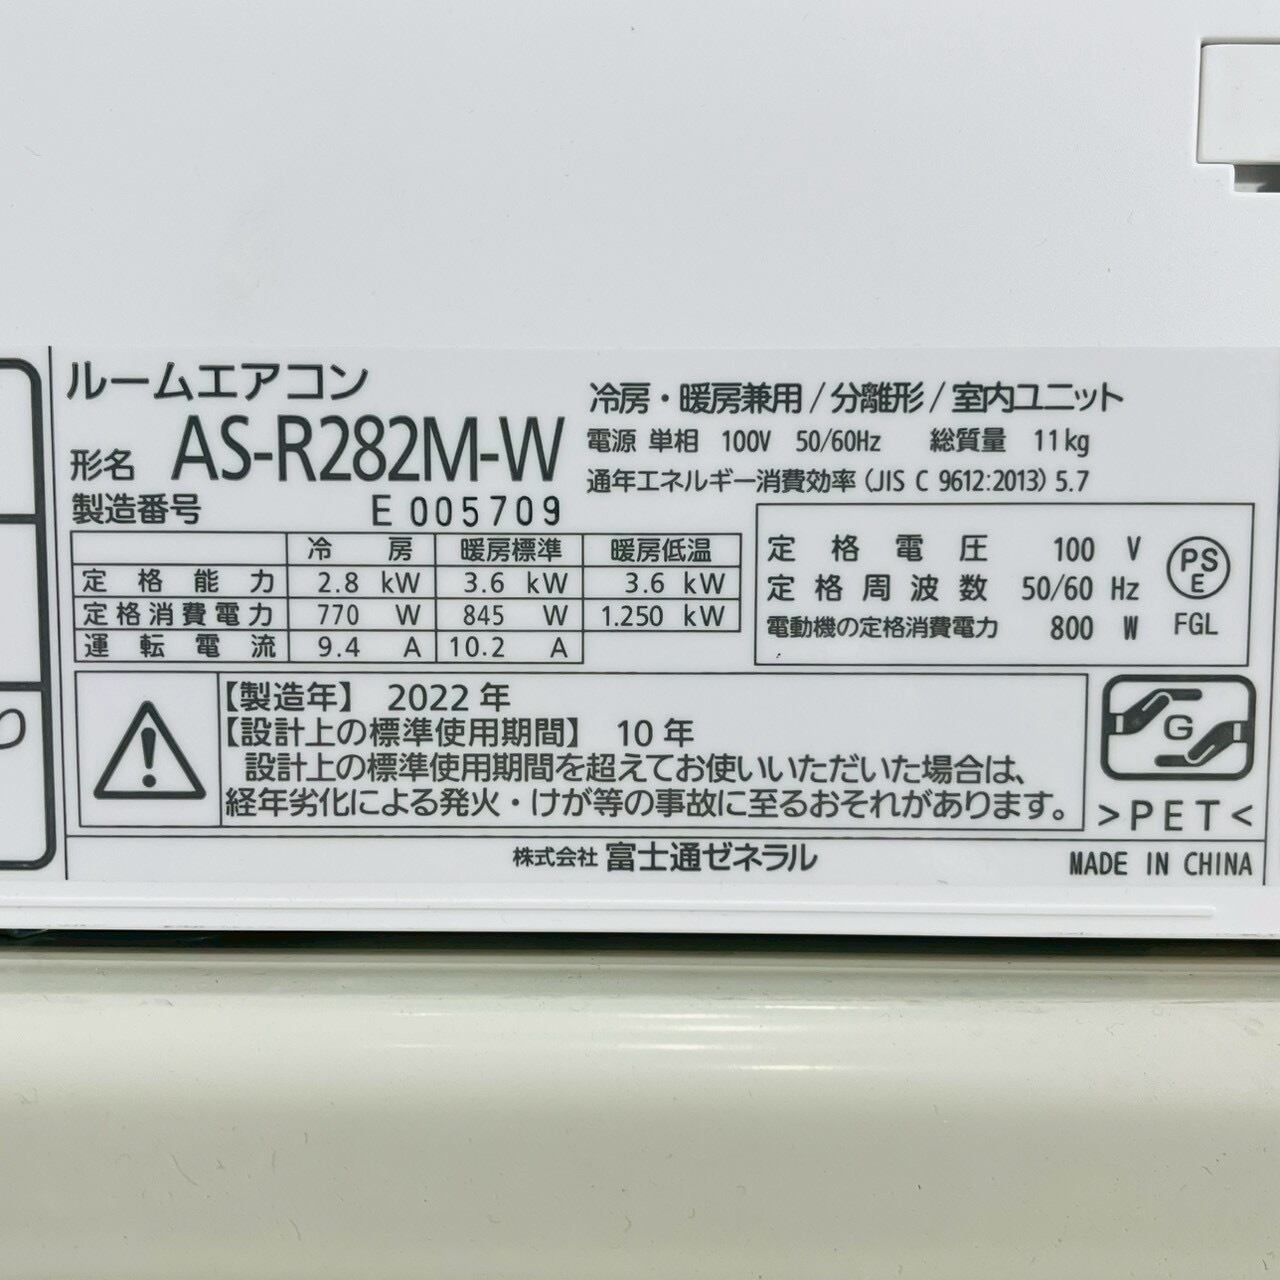 ルームエアコン
形名 AS-R282M-W
製造番号 E 005709
冷房・暖房兼用/分離形/室内ユニット
電源 単相 100V 50/60Hz 総質量 11kg
通年エネルギー消費効率(JIS C 9612:2013) 5.7
冷房 暖房標準 暖房低温
定格能力 2.8 kW 3.6 kW 3.6 kW
定格消費電力 770 W 845 W 1.250 kW
運転電流 9.4 A 10.2 A
定格電圧 100 V
定格周波数 50/60 Hz
電動機の定格消費電力 800 W
PS
E
FGL
【製造年】 2022 年
【設計上の標準使用期間】 10 年
設計上の標準使用期間を超えてお使いいただいた場合は、
経年劣化による発火・けが等の事故に至るおそれがあります。
G
>PET<
株式会社 富士通ゼネラル
MADE IN CHINA